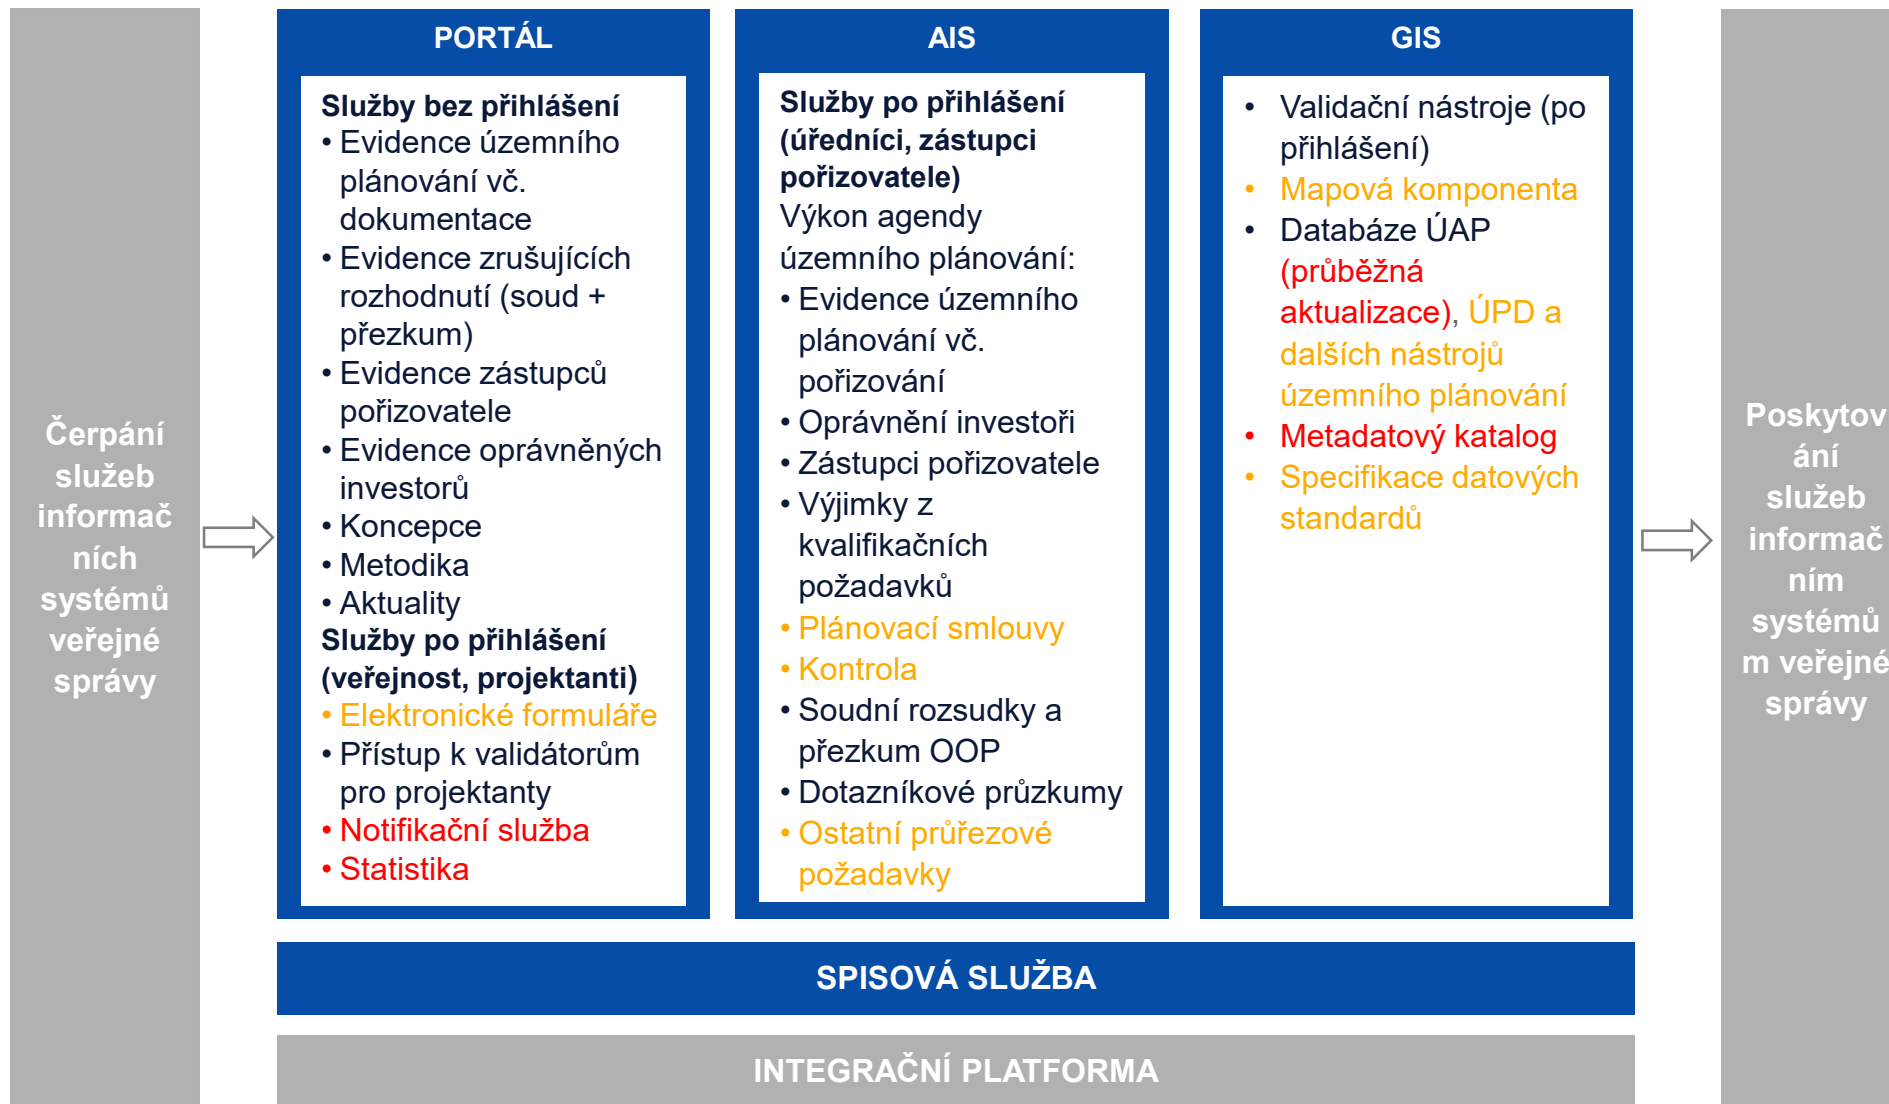 Čerpání
služeb
informač
ních
systémů
veřejné
správy
PORTÁL
Služby bez přihlášení
• Evidence územního
plánování vč.
dokumentace
• Evidence zrušujících
rozhodnutí (soud +
přezkum)
• Evidence zástupců
pořizovatele
• Evidence oprávněných
investorů
• Koncepce
• Metodika
• Aktuality
Služby po přihlášení
(veřejnost, projektanti)
• Elektronické formuláře
• Přístup k validátorům
pro projektanty
• Notifikační služba
• Statistika
AIS
Služby po přihlášení
(úředníci, zástupci
pořizovatele)
Výkon agendy
územního plánování:
• Evidence územního
plánování vč.
pořizování
• Oprávnění investoři
• Zástupci pořizovatele
• Výjimky z
kvalifikačních
požadavků
• Plánovací smlouvy
• Kontrola
• Soudní rozsudky a
přezkum OOP
• Dotazníkové průzkumy
• Ostatní průřezové
požadavky
GIS
• Validační nástroje (po
přihlášení)
• Mapová komponenta
• Databáze ÚAP
(průběžná
aktualizace), ÚPD a
dalších nástrojů
územního plánování
• Metadatový katalog
• Specifikace datových
standardů
Poskytov
ání
služeb
informač
ním
systémů
m veřejné
správy
SPISOVÁ SLUŽBA
INTEGRAČNÍ PLATFORMA